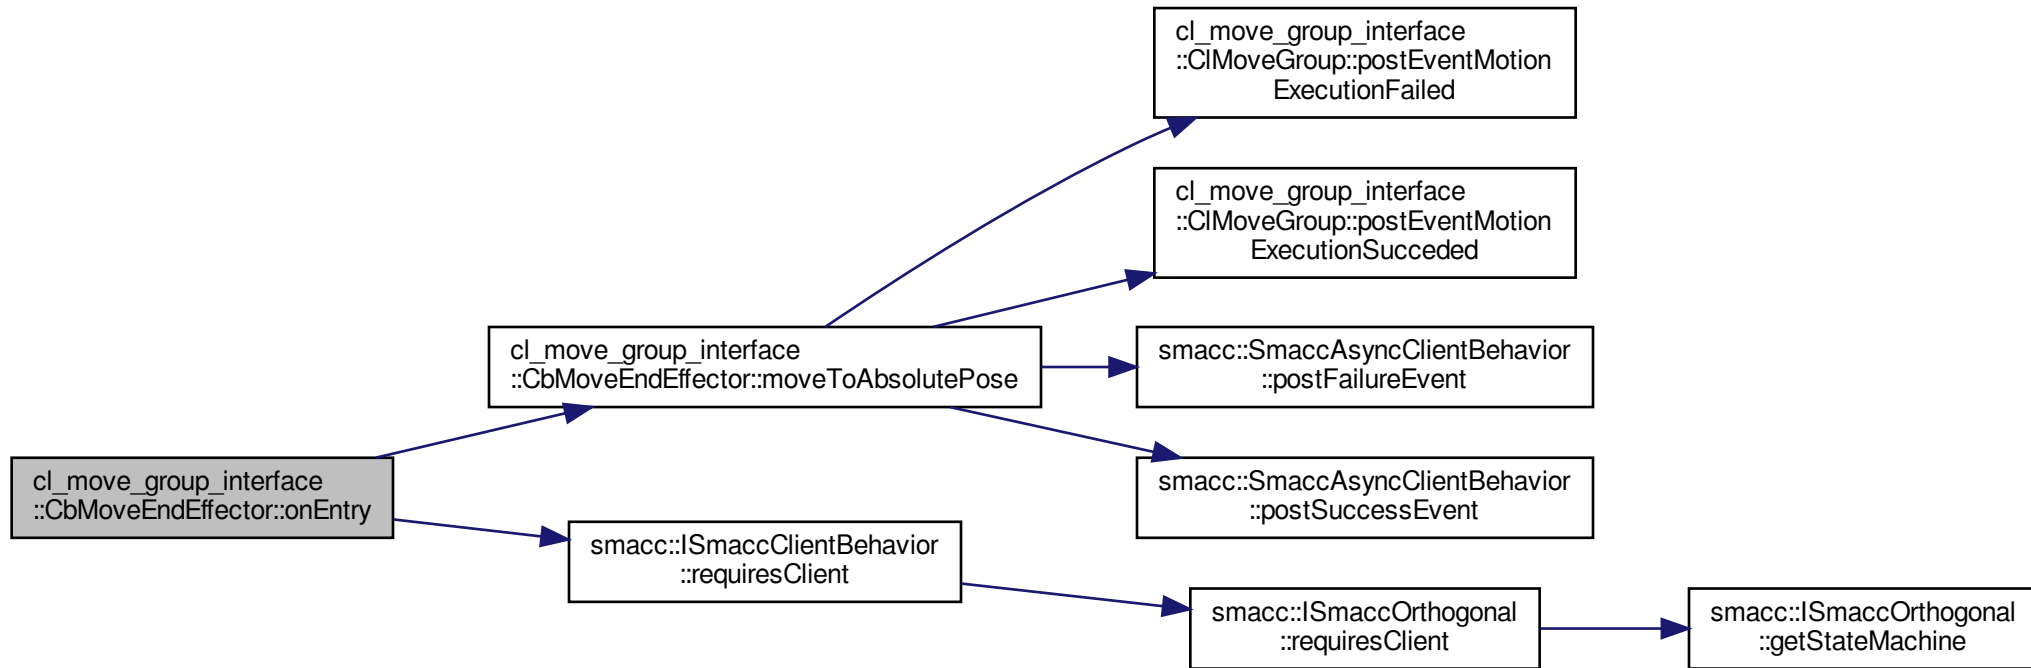 cl_move_group_interface
::ClMoveGroup::postEventMotion
ExecutionFailed
cl_move_group_interface
::ClMoveGroup::postEventMotion
ExecutionSucceded
cl_move_group_interface
::CbMoveEndEffector::moveToAbsolutePose
smacc::SmaccAsyncClientBehavior
::postFailureEvent
cl_move_group_interface
::CbMoveEndEffector::onEntry
smacc::SmaccAsyncClientBehavior
::postSuccessEvent
smacc::ISmaccClientBehavior
::requiresClient
smacc::ISmaccOrthogonal
::requiresClient
smacc::ISmaccOrthogonal
::getStateMachine